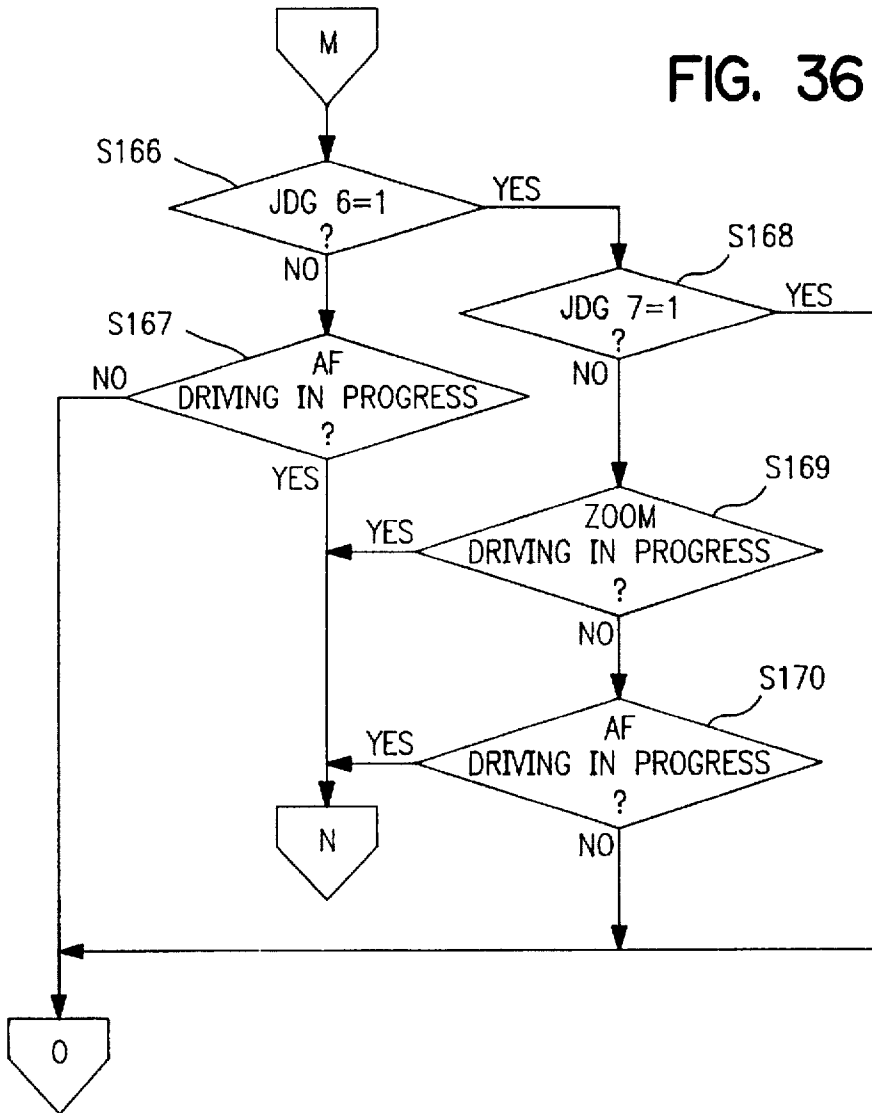 M
FIG. 36
S166
JDG 6=1
?
YES
NO
S168
JDG 7=1
?
YES
NO
S167
AF
DRIVING IN PROGRESS
?
NO
YES
S169
ZOOM
DRIVING IN PROGRESS
?
YES
NO
S170
AF
DRIVING IN PROGRESS
?
YES
NO
N
O